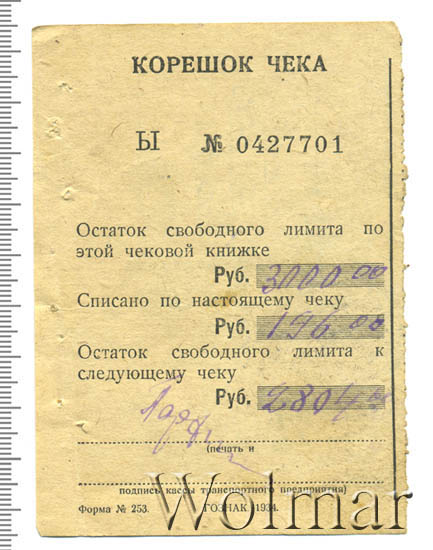 КОРЕШОК ЧЕКА
Ы № 0427701
Остаток свободного лимита по
этой чековой книжке
Руб. 3000 00
Списано по настоящему чеку
Руб. 196.00
Остаток свободного лимита к
следующему чеку
Руб. 2804
(печать и
подпись кассы транспортного предприятия)
Форма № 253. ГОЗНАК. 1934.
Wolmar